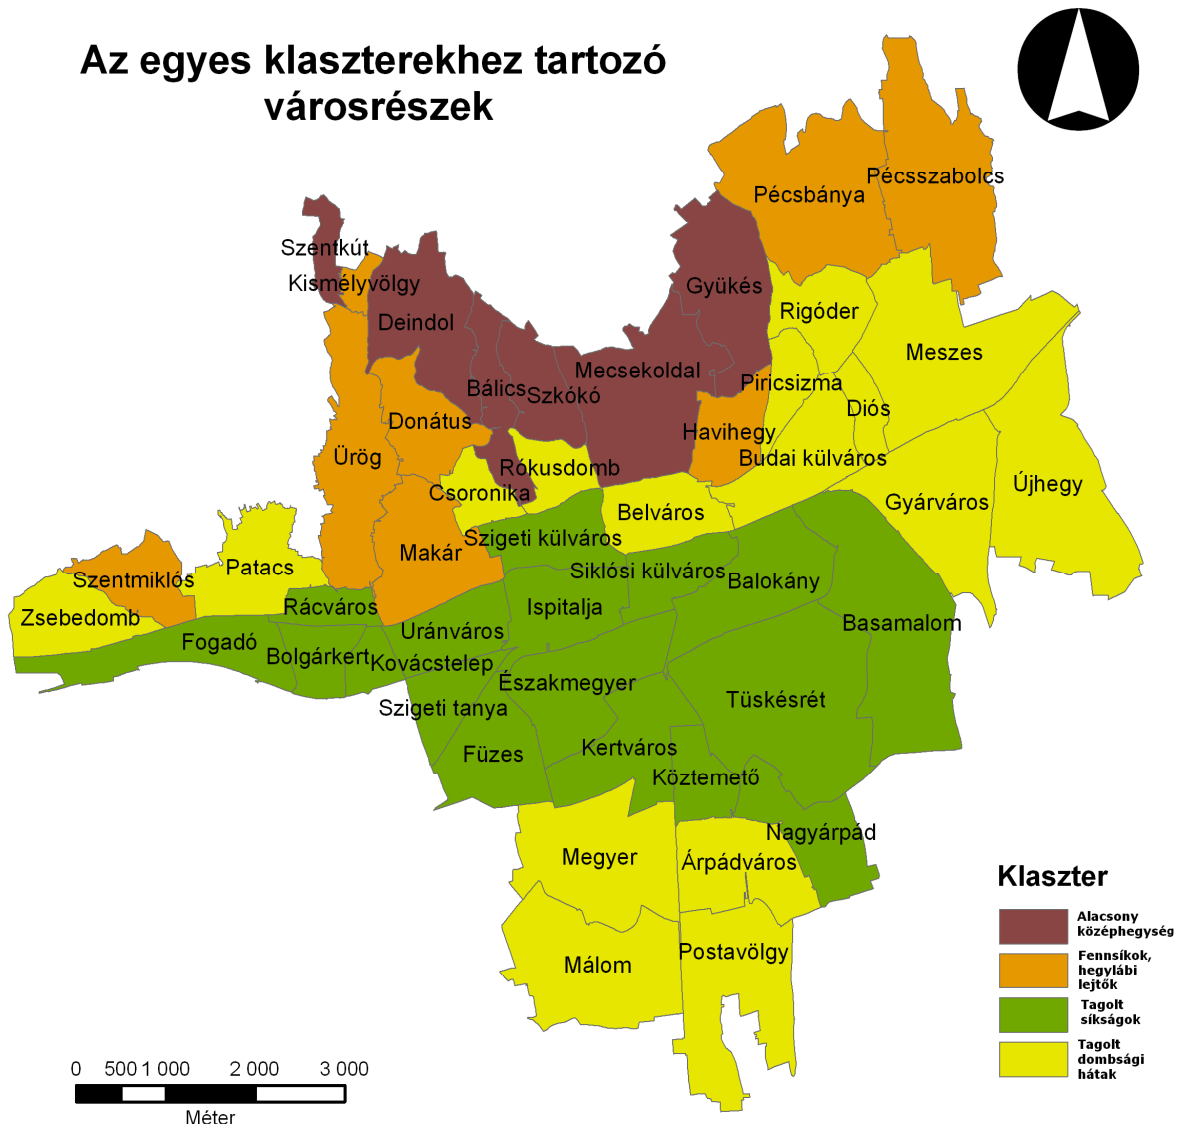 Az egyes klaszterekhez tartozó
városrészek
Pécsszabolcs
Pécsbánya
Szentkút
Kismélyvölgy
Gyükés
Rigóder
Deindol
Meszes
Mecsekoldal
Piricsizma
Bálics
Szkókó
Diós
Donátus
Havihegy
Ürög
Budai külváros
Rókusdomb
Újhegy
Csoronika
Gyárváros
Belváros
Szigeti külváros
Makár
Patacs
Siklósi külváros
Szentmiklós
Balokány
Rácváros
Ispitalja
Zsebedomb
Basamalom
Uránváros
Fogadó
Bolgárkert
Kovácstelep
Északmegyer
Tüskésrét
Szigeti tanya
Kertváros
Füzes
Köztemető
Nagyárpád
Megyer
Árpádváros
Postavölgy
Málom
Klaszter
Alacsony
középhegység
Fennsíkok,
hegylábi
lejtők
Tagolt
síkságok
Tagolt
dombsági
hátak
0 500 1 000 2 000 3 000
Méter